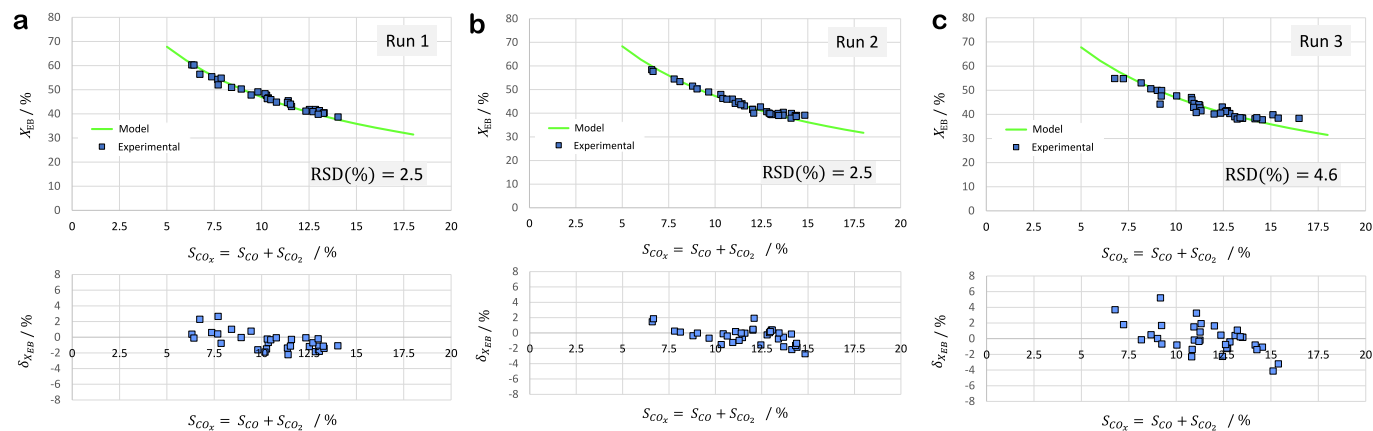 a
80
70
60
50
40
30
20
10
0
X_EB / %
Run 1
Model
Experimental
RSD(%) = 2.5
0 2.5 5 7.5 10 12.5 15 17.5 20
S_COx = S_CO + S_CO2 / %
8
6
4
2
0
-2
-4
-6
-8
δ_XEB / %
0 2.5 5 7.5 10 12.5 15 17.5 20
S_COx = S_CO + S_CO2 / %
b
80
70
60
50
40
30
20
10
0
X_EB / %
Run 2
Model
Experimental
RSD(%) = 2.5
0 2.5 5 7.5 10 12.5 15 17.5 20
S_COx = S_CO + S_CO2 / %
8
6
4
2
0
-2
-4
-6
-8
δ_XEB / %
0 2.5 5 7.5 10 12.5 15 17.5 20
S_COx = S_CO + S_CO2 / %
c
80
70
60
50
40
30
20
10
0
X_EB / %
Run 3
Model
Experimental
RSD(%) = 4.6
0 2.5 5 7.5 10 12.5 15 17.5 20
S_COx = S_CO + S_CO2 / %
8
6
4
2
0
-2
-4
-6
-8
δ_XEB / %
0 2.5 5 7.5 10 12.5 15 17.5 20
S_COx = S_CO + S_CO2 / %